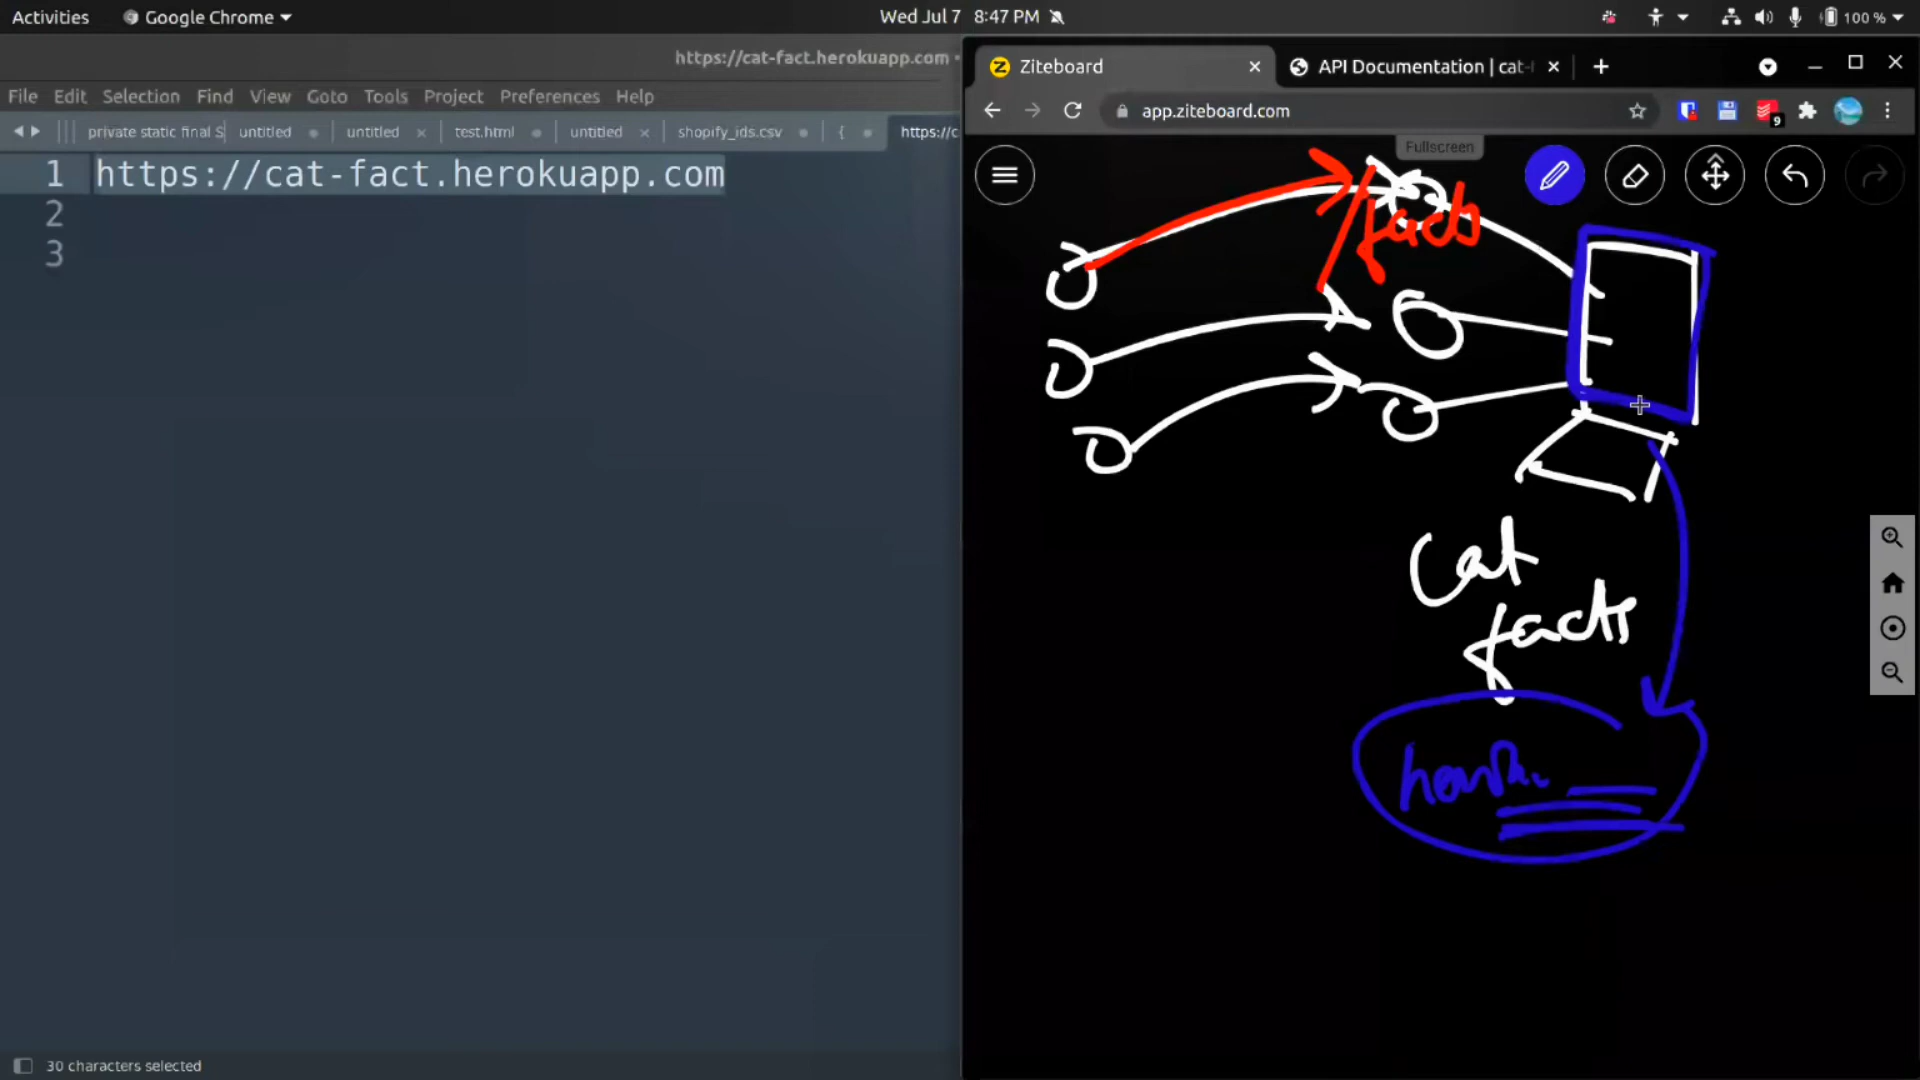 Activities Google Chrome Wed Jul 7 8:47 PM 100 %
https://cat-fact.herokuapp.com •
File Edit Selection Find View Goto Tools Project Preferences Help
private static final S untitled untitled test.html untitled shopify_ids.csv { https://c
1 https://cat-fact.herokuapp.com
2
3
30 characters selected
Ziteboard API Documentation | cat-
app.ziteboard.com 9
Fullscreen
/facts
Cat
facts